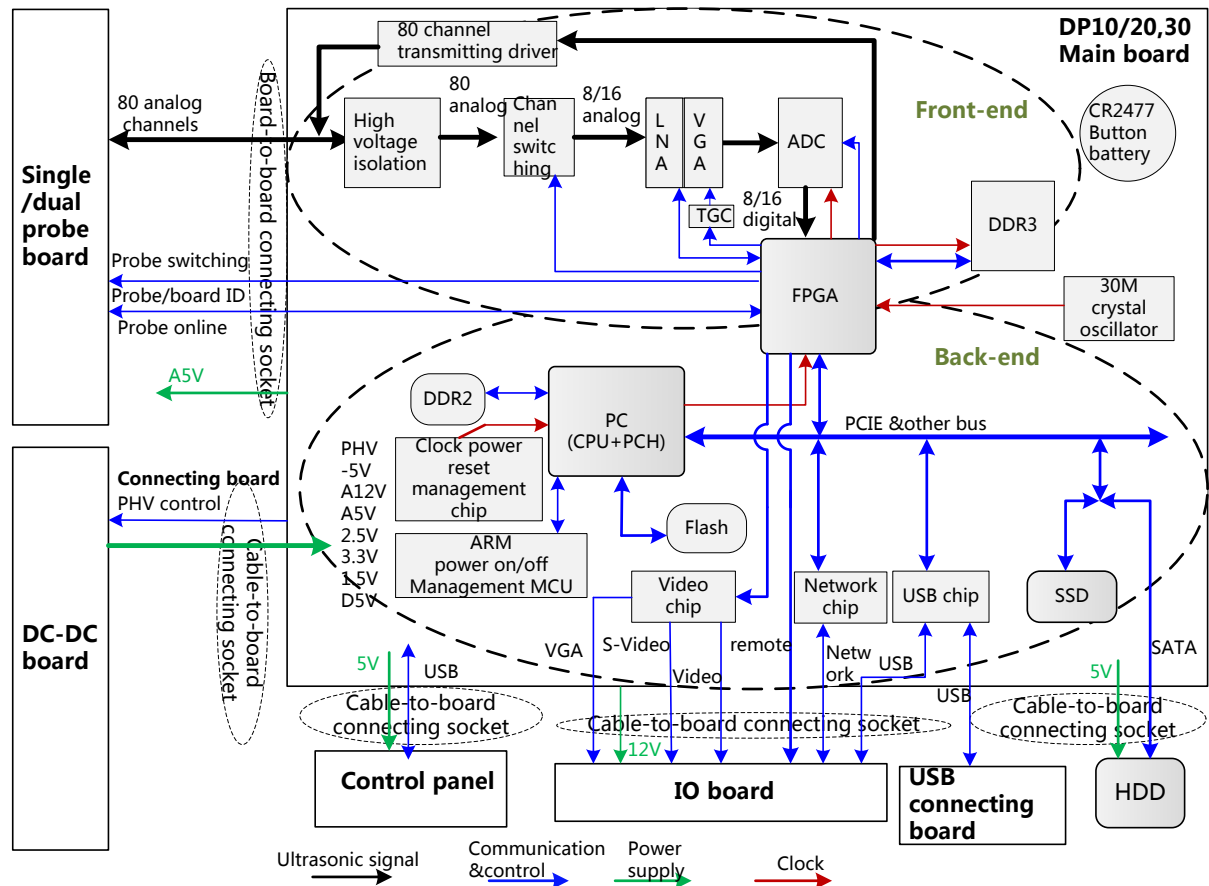 DP10/20,30
Main board
80 channel
transmitting driver
Front-end
CR2477
Button
battery
80 analog
channels
Board-to-board connecting socket
High
voltage
isolation
80
analog
Chan
nel
switc
hing
8/16
analog
L
N
A
V
G
A
ADC
TGC
8/16
digital
DDR3
Single
/dual
probe
board
Probe switching
Probe/board ID
Probe online
FPGA
30M
crystal
oscillator
A5V
Back-end
DDR2
PC
(CPU+PCH)
PCIE &other bus
Connecting board
PHV control
Cable-to-board
connecting socket
PHV
-5V
A12V
A5V
2.5V
3.3V
1.5V
D5V
Clock power
reset
management
chip
Flash
ARM
power on/off
Management MCU
DC-DC
board
Video
chip
Network
chip
USB chip
SSD
VGA
S-Video
Video
remote
Netw
ork
USB
USB
SATA
5V
USB
5V
Cable-to-board
connecting socket
Cable-to-board connecting socket
Cable-to-board
connecting socket
12V
Control panel
IO board
USB
connecting
board
HDD
Ultrasonic signal
Communication
&control
Power
supply
Clock